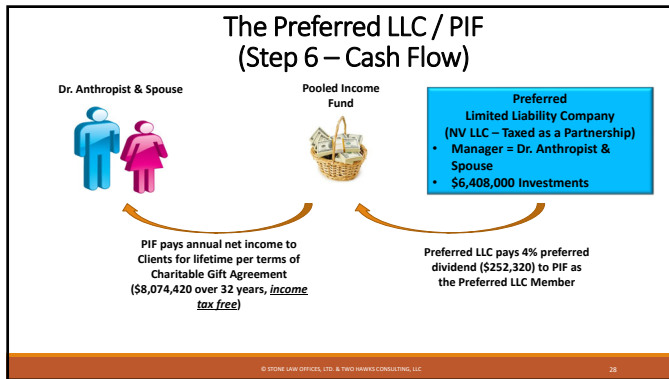 The Preferred LLC / PIF
(Step 6 – Cash Flow)
Dr. Anthropist & Spouse
Pooled Income
Fund
Preferred
Limited Liability Company
(NV LLC – Taxed as a Partnership)
• Manager = Dr. Anthropist &
Spouse
• $6,408,000 Investments
PIF pays annual net income to
Clients for lifetime per terms of
Charitable Gift Agreement
($8,074,420 over 32 years, income
tax free)
Preferred LLC pays 4% preferred
dividend ($252,320) to PIF as
the Preferred LLC Member
© STONE LAW OFFICES, LTD. & TWO HAWKS CONSULTING, LLC
28